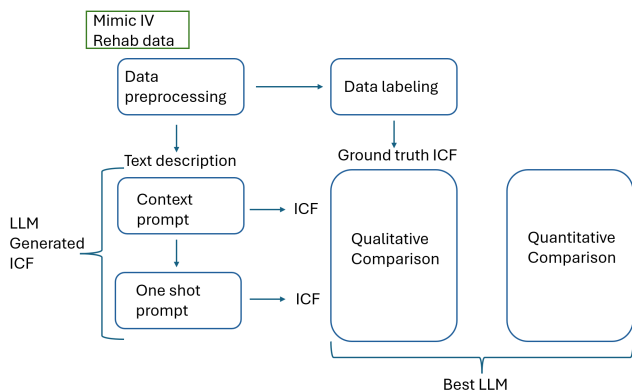 Mimic IV
Rehab data
Data
preprocessing
Data labeling
Text description
Ground truth ICF
LLM
Generated
ICF
Context
prompt
ICF
One shot
prompt
ICF
Qualitative
Comparison
Quantitative
Comparison
Best LLM